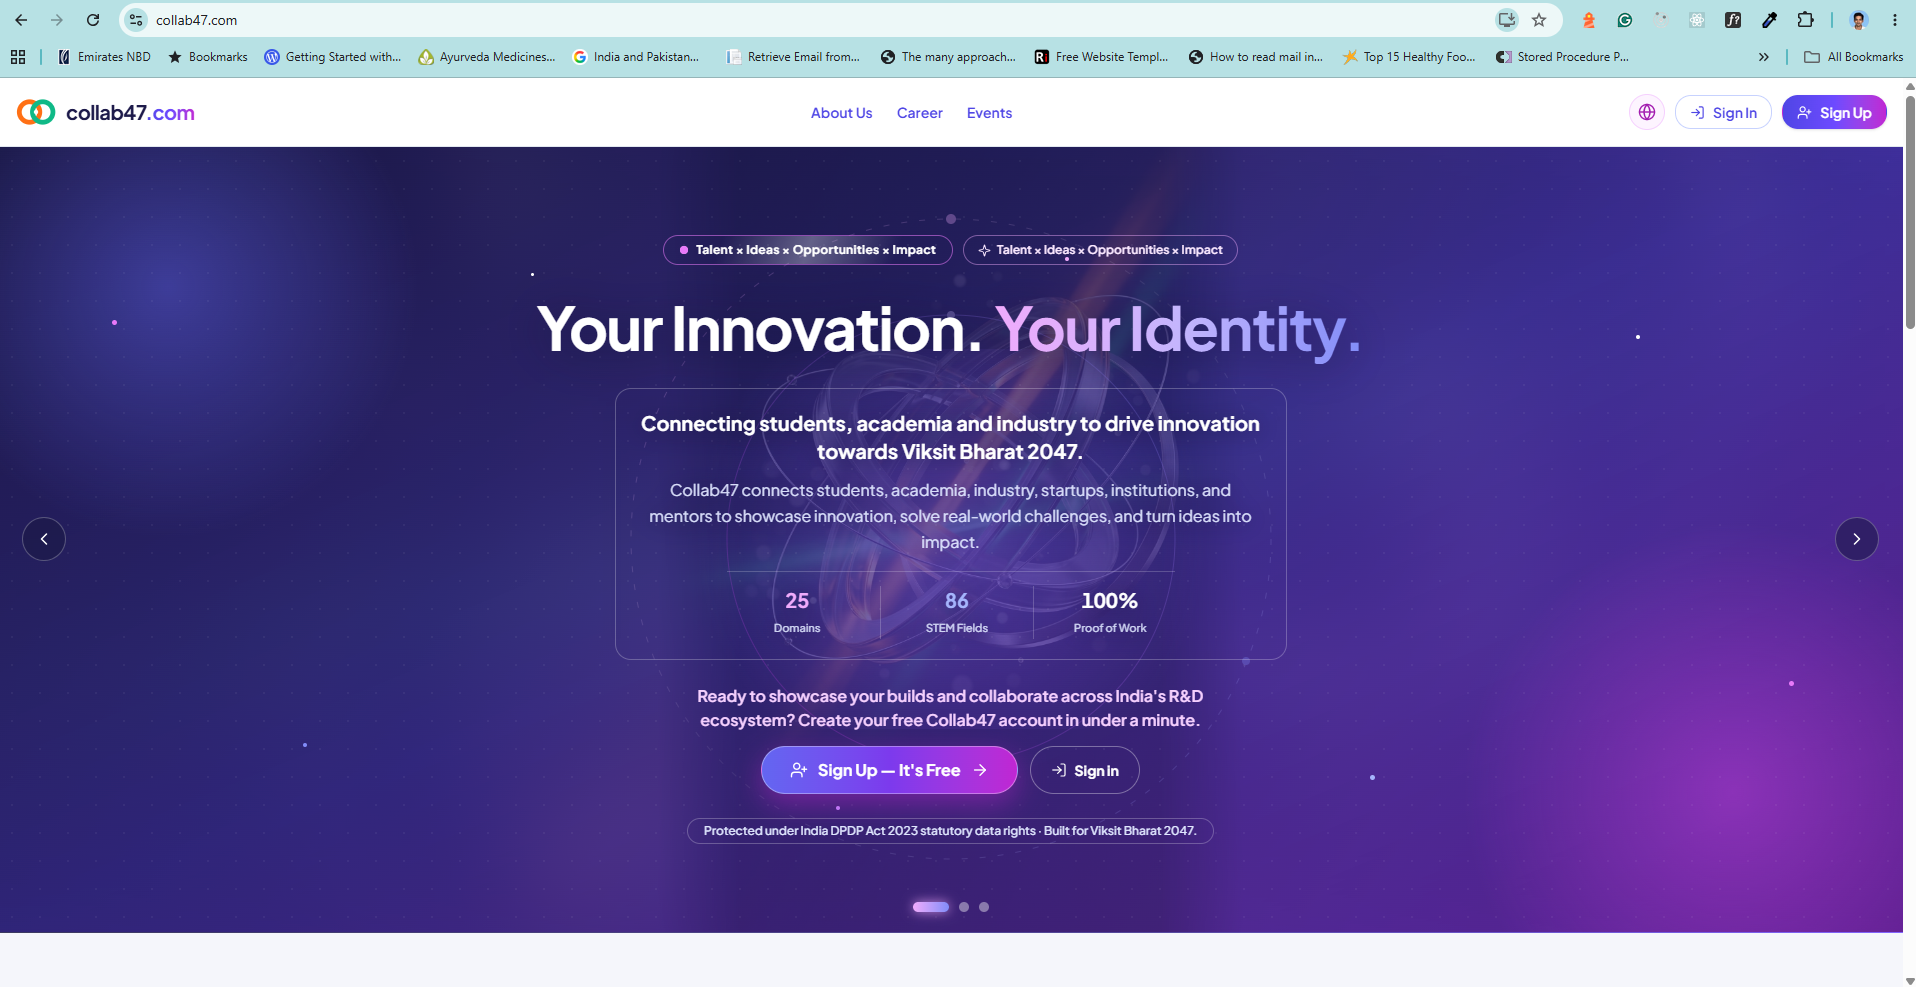 collab47.com
Emirates NBD
Bookmarks
Getting Started with...
Ayurveda Medicines...
India and Pakistan...
Retrieve Email from...
The many approach...
Free Website Templ...
How to read mail in...
Top 15 Healthy Foo...
Stored Procedure P...
All Bookmarks
collab47.com
About Us
Career
Events
Sign In
Sign Up
Talent × Ideas × Opportunities × Impact
Talent × Ideas × Opportunities × Impact
Your Innovation. Your Identity.
Connecting students, academia and industry to drive innovation
towards Viksit Bharat 2047.
Collab47 connects students, academia, industry, startups, institutions, and
mentors to showcase innovation, solve real-world challenges, and turn ideas into
impact.
25
Domains
86
STEM Fields
100%
Proof of Work
Ready to showcase your builds and collaborate across India's R&D
ecosystem? Create your free Collab47 account in under a minute.
Sign Up — It's Free
Sign In
Protected under India DPDP Act 2023 statutory data rights · Built for Viksit Bharat 2047.